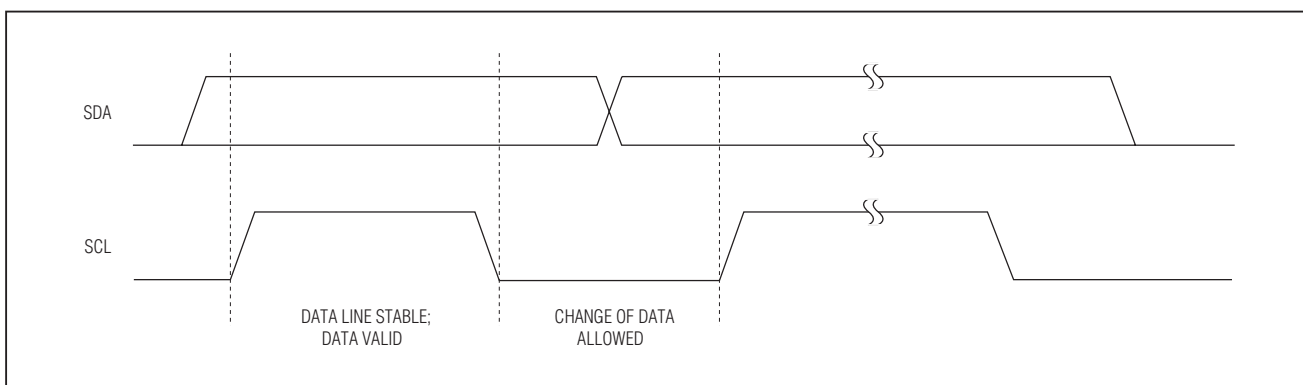 SDA
SCL
DATA LINE STABLE;
DATA VALID
CHANGE OF DATA
ALLOWED